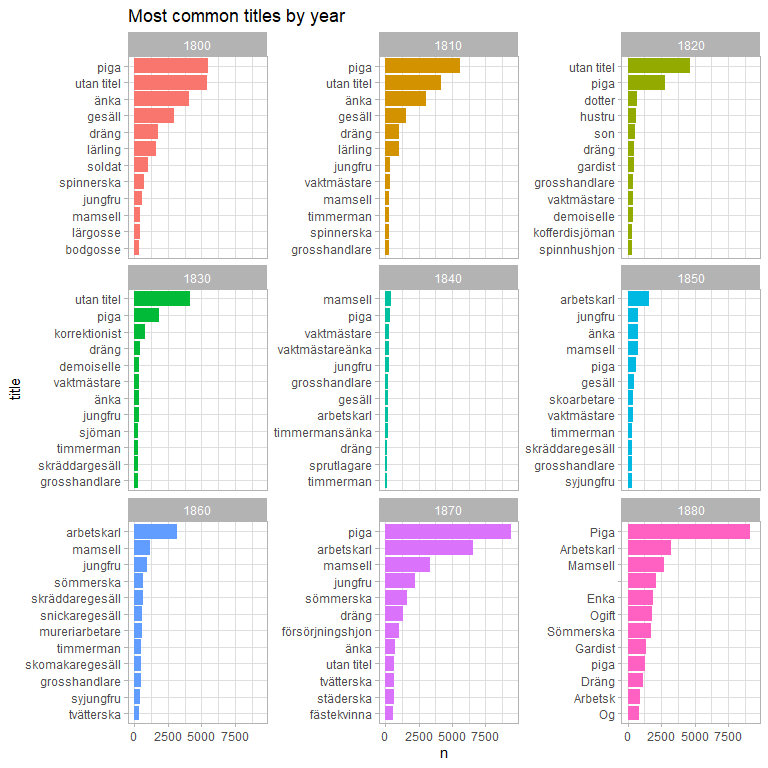 Most common titles by year
1800
piga
utan titel
änka
gesäll
dräng
lärling
soldat
spinnerska
jungfru
mamsell
lärgosse
bodgosse
1810
piga
utan titel
änka
gesäll
dräng
lärling
jungfru
vaktmästare
mamsell
timmerman
spinnerska
grosshandlare
1820
utan titel
piga
dotter
hustru
son
dräng
gardist
grosshandlare
vaktmästare
demoiselle
kofferdisjöman
spinnhushjon
1830
utan titel
piga
korrektionist
dräng
demoiselle
vaktmästare
änka
jungfru
sjöman
timmerman
skräddargesäll
grosshandlare
1840
mamsell
piga
vaktmästare
vaktmästareänka
jungfru
grosshandlare
gesäll
arbetskarl
timmermansänka
dräng
sprutlagare
timmerman
1850
arbetskarl
jungfru
änka
mamsell
piga
gesäll
skoarbetare
vaktmästare
timmerman
skräddaregesäll
grosshandlare
syjungfru
1860
arbetskarl
mamsell
jungfru
sömmerska
skräddaregesäll
snickaregesäll
mureriarbetare
timmerman
skomakaregesäll
grosshandlare
syjungfru
tvätterska
1870
piga
arbetskarl
mamsell
jungfru
sömmerska
dräng
försörjningshjon
änka
utan titel
tvätterska
städerska
fästekvinna
1880
Piga
Arbetskarl
Mamsell
Enka
Ogift
Sömmerska
Gardist
piga
Dräng
Arbetsk
Og
0 2500 5000 7500
0 2500 5000 7500
0 2500 5000 7500
n
title